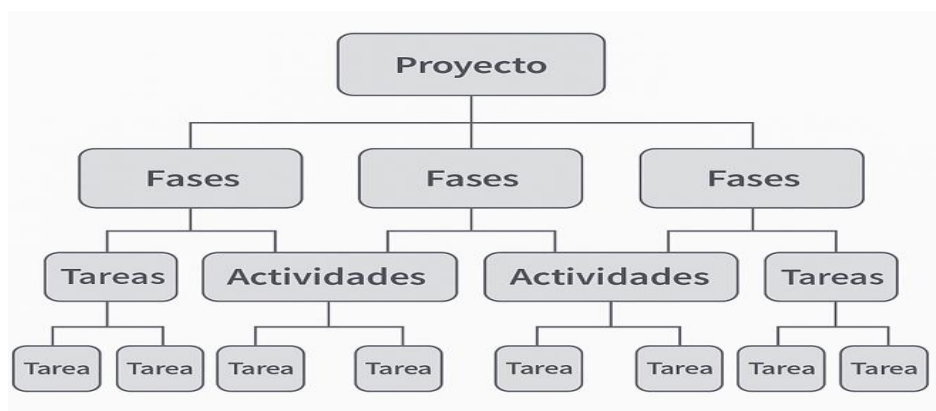 Proyecto
Fases Fases Fases
Tareas Actividades Actividades Tareas
Tarea Tarea Tarea Tarea Tarea Tarea Tarea Tarea